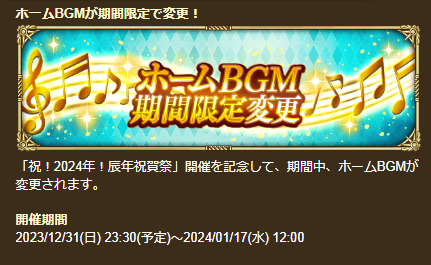 ホームBGMが期間限定で変更！
ホームBGM
期間限定変更
「祝！2024年！辰年祝賀祭」開催を記念して、期間中、ホームBGMが
変更されます。
開催期間
2023/12/31(日) 23:30(予定)～2024/01/17(水) 12:00